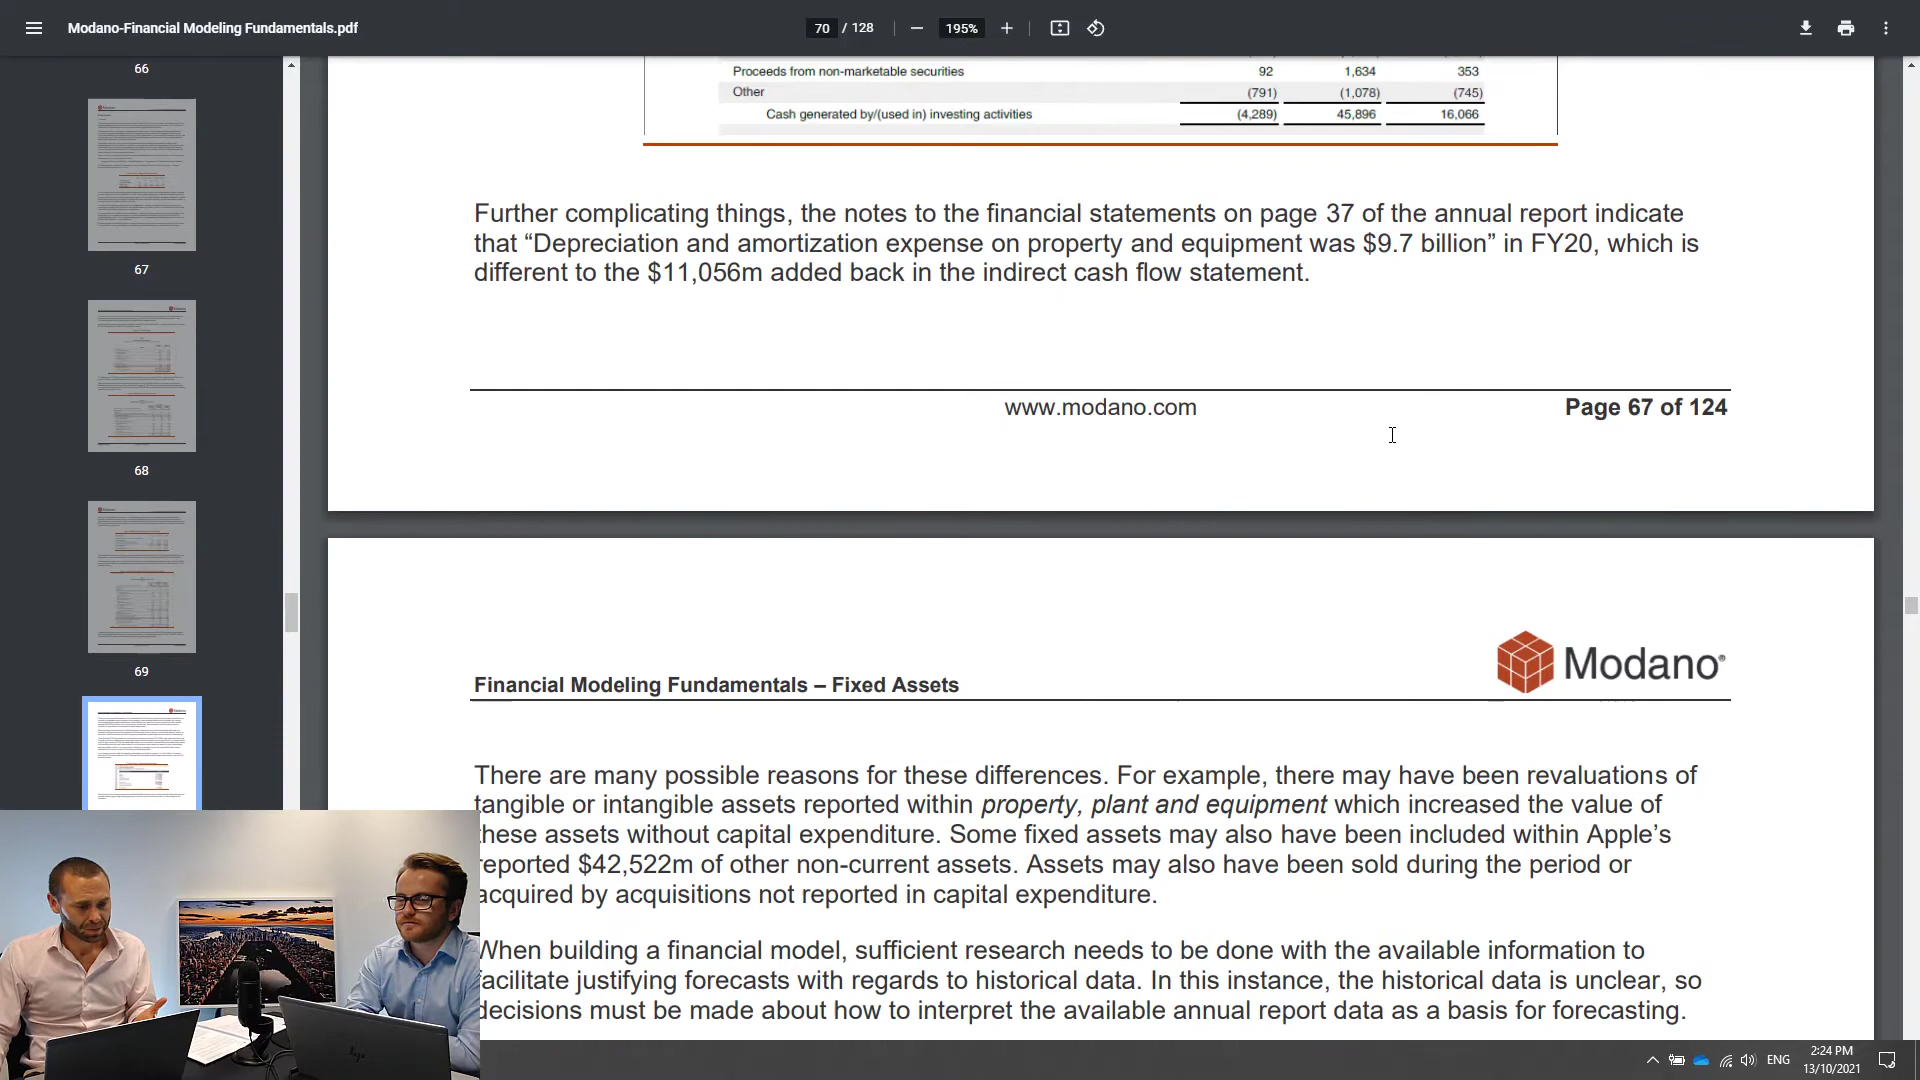 Modano-Financial Modeling Fundamentals.pdf
70 / 128
195%
66
67
68
69
Proceeds from non-marketable securities 92 1,634 353
Other (791) (1,078) (745)
Cash generated by/(used in) investing activities (4,289) 45,896 16,066
Further complicating things, the notes to the financial statements on page 37 of the annual report indicate
that “Depreciation and amortization expense on property and equipment was $9.7 billion” in FY20, which is
different to the $11,056m added back in the indirect cash flow statement.
www.modano.com
Page 67 of 124
Modano®
Financial Modeling Fundamentals – Fixed Assets
There are many possible reasons for these differences. For example, there may have been revaluations of
tangible or intangible assets reported within property, plant and equipment which increased the value of
these assets without capital expenditure. Some fixed assets may also have been included within Apple’s
reported $42,522m of other non-current assets. Assets may also have been sold during the period or
acquired by acquisitions not reported in capital expenditure.
When building a financial model, sufficient research needs to be done with the available information to
facilitate justifying forecasts with regards to historical data. In this instance, the historical data is unclear, so
decisions must be made about how to interpret the available annual report data as a basis for forecasting.
ENG
2:24 PM
13/10/2021